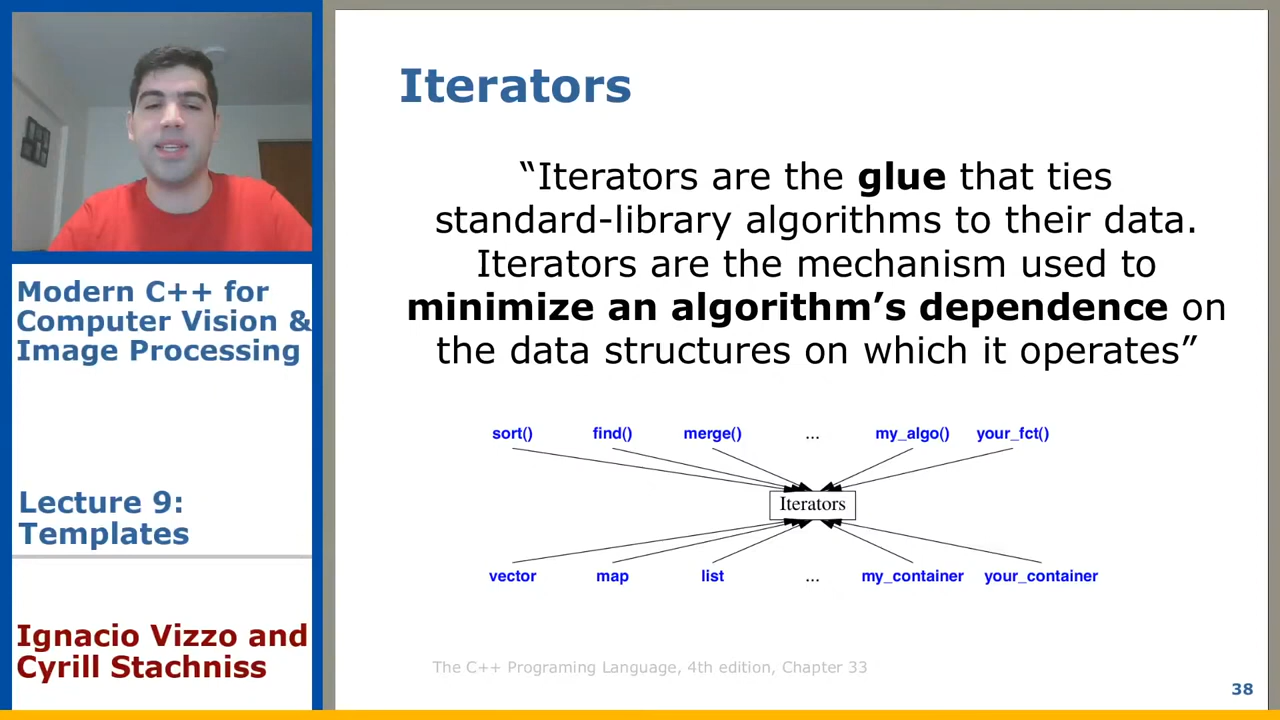 Modern C++ for
Computer Vision &
Image Processing
Lecture 9:
Templates
Ignacio Vizzo and
Cyrill Stachniss
Iterators
“Iterators are the glue that ties
standard-library algorithms to their data.
Iterators are the mechanism used to
minimize an algorithm’s dependence on
the data structures on which it operates”
sort() find() merge() ... my_algo() your_fct()
Iterators
vector map list ... my_container your_container
The C++ Programing Language, 4th edition, Chapter 33
38